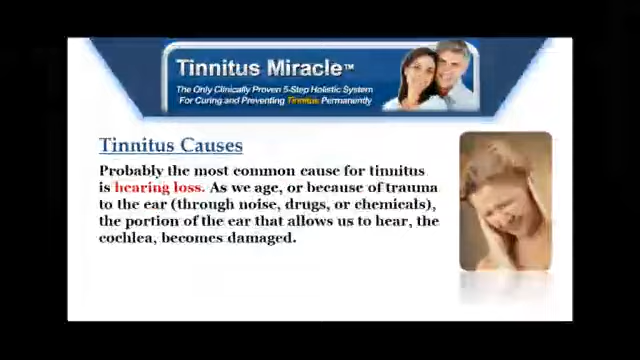 Tinnitus Miracle™
The Only Clinically Proven 5-Step Holistic System
For Curing and Preventing Tinnitus Permanently
Tinnitus Causes
Probably the most common cause for tinnitus
is hearing loss. As we age, or because of trauma
to the ear (through noise, drugs, or chemicals),
the portion of the ear that allows us to hear, the
cochlea, becomes damaged.